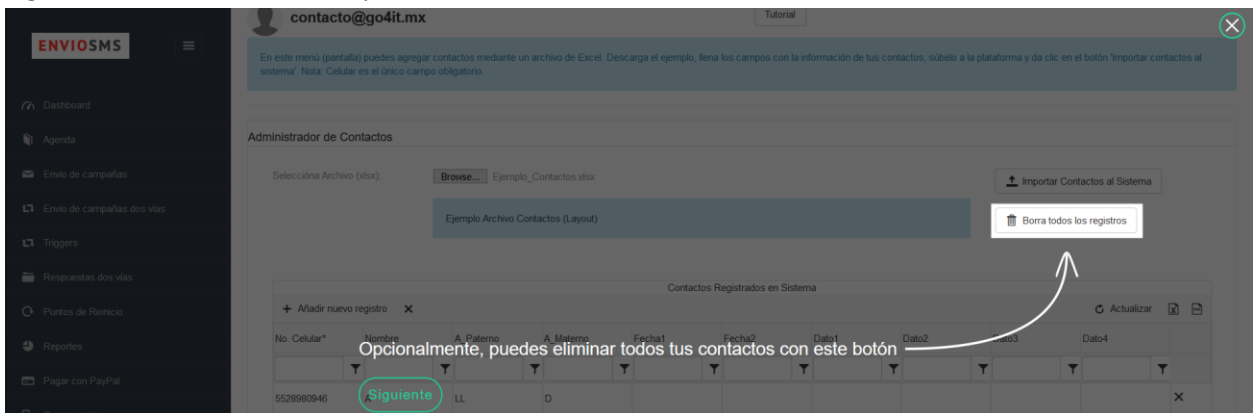 contacto@go4it.mx
Tutorial
ENVIOSMS
En este menú (pantalla) puedes agregar contactos mediante un archivo de Excel. Descarga el ejemplo, llena los campos con la información de tus contactos, súbelo a la plataforma y da clic en el botón 'Importar contactos al
sistema'. Nota: Celular es el único campo obligatorio.
Dashboard
Agenda
Envío de campañas
Envío de campañas dos vías
Triggers
Respuestas dos vías
Puntos de Reinicio
Reportes
Pagar con PayPal
Administrador de Contactos
Seleccióna Archivo (xlsx)
Browse... Ejemplo_Contactos.xlsx
Importar Contactos al Sistema
Ejemplo Archivo Contactos (Layout)
Borra todos los registros
Contactos Registrados en Sistema
Añadir nuevo registro
Actualizar
No. Celular* Nombre A_Paterno A_Materno Fecha1 Fecha2 Dato1 Dato2 Dato3 Dato4
Opcionalmente, puedes eliminar todos tus contactos con este botón
Siguiente
5528980946 LL D